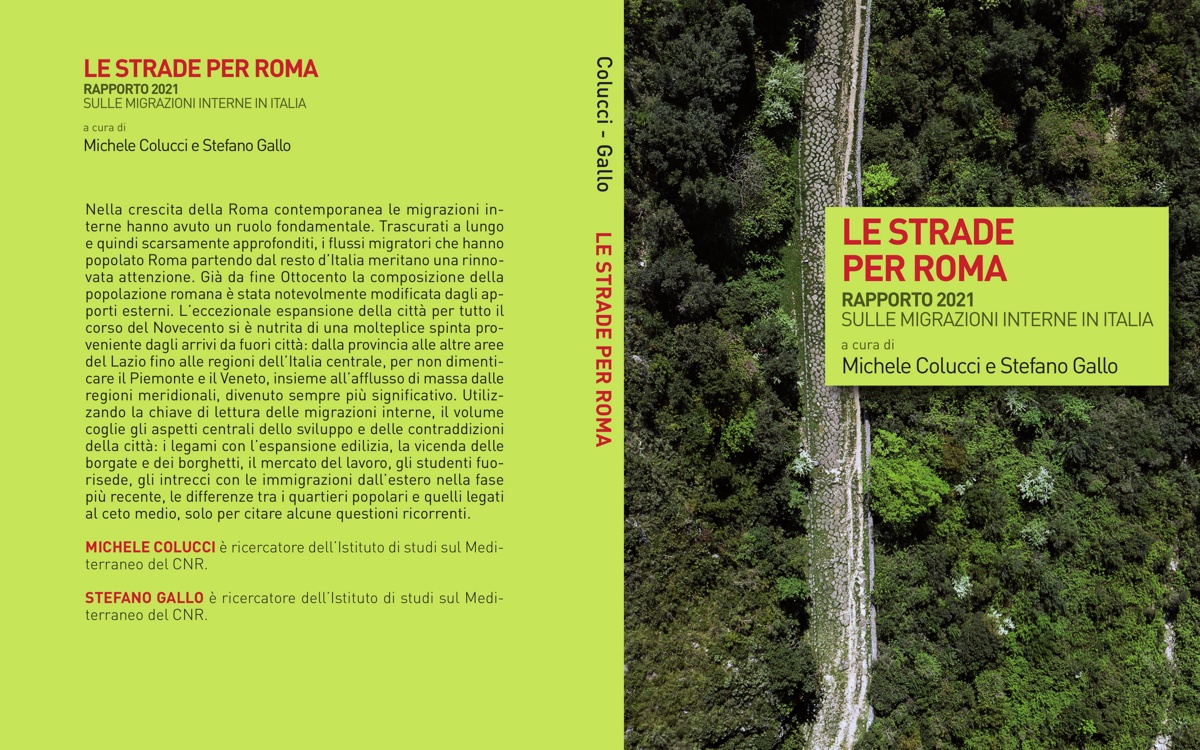 LE STRADE PER ROMA
RAPPORTO 2021
SULLE MIGRAZIONI INTERNE IN ITALIA
a cura di
Michele Colucci e Stefano Gallo
Nella crescita della Roma contemporanea le migrazioni in-
terne hanno avuto un ruolo fondamentale. Trascurati a lungo
e quindi scarsamente approfonditi, i flussi migratori che hanno
popolato Roma partendo dal resto d'Italia meritano una rinno-
vata attenzione. Già da fine Ottocento la composizione della
popolazione romana è stata notevolmente modificata dagli ap-
porti esterni. L'eccezionale espansione della città per tutto il
corso del Novecento si è nutrita di una molteplice spinta pro-
veniente dagli arrivi da fuori città: dalla provincia alle altre aree
del Lazio fino alle regioni dell'Italia centrale, per non dimenti-
care il Piemonte e il Veneto, insieme all'afflusso di massa dalle
regioni meridionali, divenuto sempre più significativo. Utiliz-
zando la chiave di lettura delle migrazioni interne, il volume
coglie gli aspetti centrali dello sviluppo e delle contraddizioni
della città: i legami con l'espansione edilizia, la vicenda delle
borgate e dei borghetti, il mercato del lavoro, gli studenti fuo-
risede, gli intrecci con le immigrazioni dall'estero nella fase
più recente, le differenze tra i quartieri popolari e quelli legati
al ceto medio, solo per citare alcune questioni ricorrenti.
MICHELE COLUCCI è ricercatore dell'Istituto di studi sul Medi-
terraneo del CNR.
STEFANO GALLO è ricercatore dell'Istituto di studi sul Medi-
terraneo del CNR.
Colucci - Gallo LE STRADE PER ROMA
LE STRADE
PER ROMA
RAPPORTO 2021
SULLE MIGRAZIONI INTERNE IN ITALIA
a cura di
Michele Colucci e Stefano Gallo